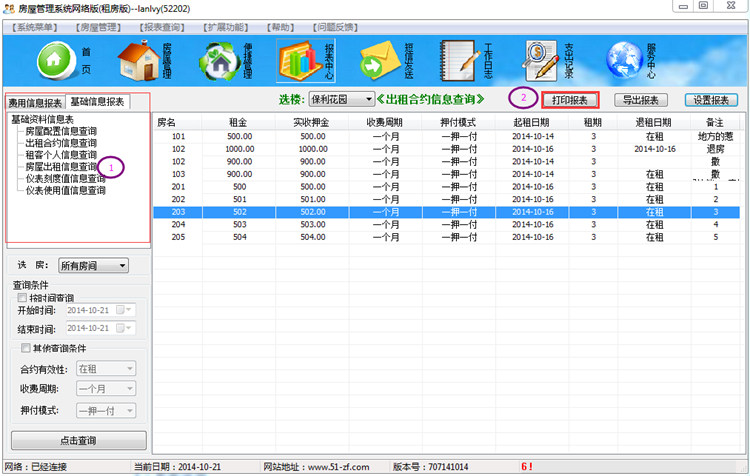 房屋管理系统网络版(租房版)--lanlvy(52202)
【系统菜单】 【房屋管理】 【报表查询】 【扩展功能】 【帮助】 【问题反馈】
首页 房屋管理 便捷管理 报表中心 短信发送 工作日志 支出记录 服务中心
费用信息报表 基础信息报表
选楼: 保利花园 《出租合约信息查询》 2 打印报表 导出报表 设置报表
基础资料信息表
房屋配置信息查询
出租合约信息查询
租客个人信息查询
房屋出租信息查询 1
仪表刻度值信息查询
仪表使用值信息查询
选 房: 所有房间
查询条件
按时间查询
开始时间: 2014-10-21
结束时间: 2014-10-21
其他查询条件
合约有效性: 在租
收费周期: 一个月
押付模式: 一押一付
点击查询
房名 租金 实收押金 收费周期 押付模式 起租日期 租期 退租日期 备注
101 500.00 500.00 一个月 一押一付 2014-10-14 3 在租 地方的惹
102 1000.00 1000.00 一个月 一押一付 2014-10-16 3 2014-10-16 退房
102 900.00 900.00 一个月 一押一付 2014-10-14 3 撒
103 900.00 900.00 一个月 一押一付 2014-10-14 3 在租 撒
201 500 500.00 一个月 一押一付 2014-10-16 3 在租 1
202 501 501.00 一个月 一押一付 2014-10-16 3 在租 2
203 502 502.00 一个月 一押一付 2014-10-16 3 在租 3
204 503 503.00 一个月 一押一付 2014-10-16 3 在租 4
205 504 504.00 一个月 一押一付 2014-10-16 3 在租 5
网络：已经连接 当前日期：2014-10-21 网站地址：www.51-zf.com 版本号：707141014 6！